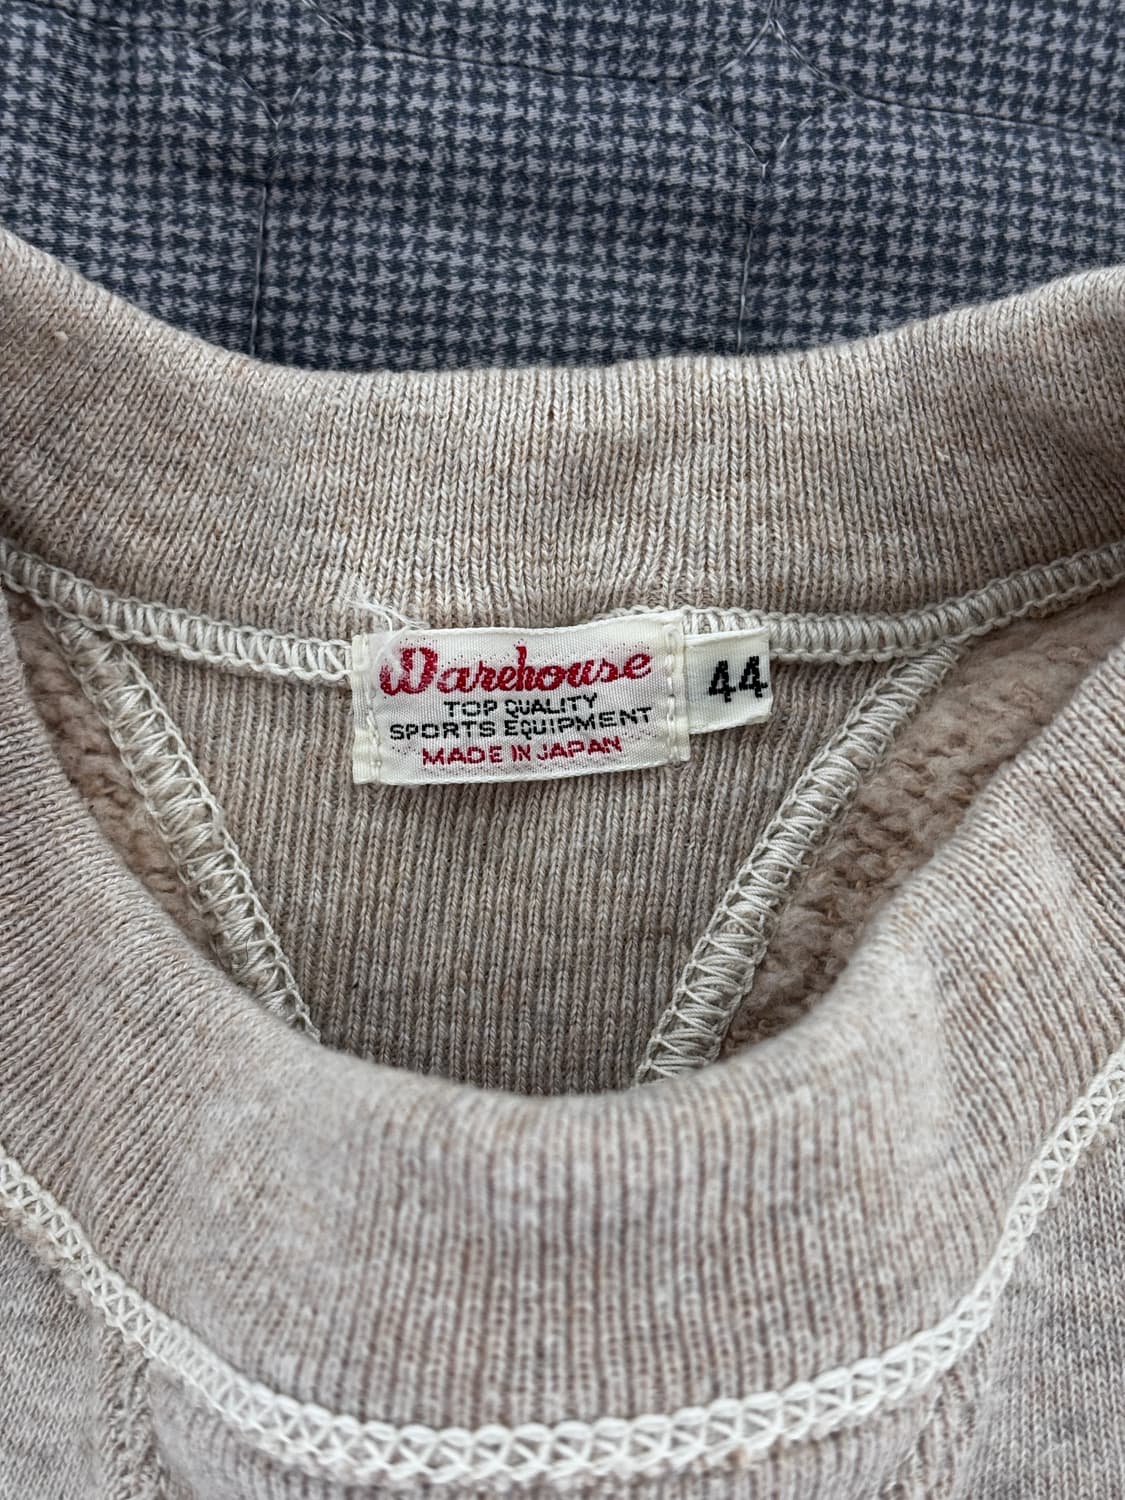 Warehouse
TOP QUALITY
SPORTS EQUIPMENT
MADE IN JAPAN
44